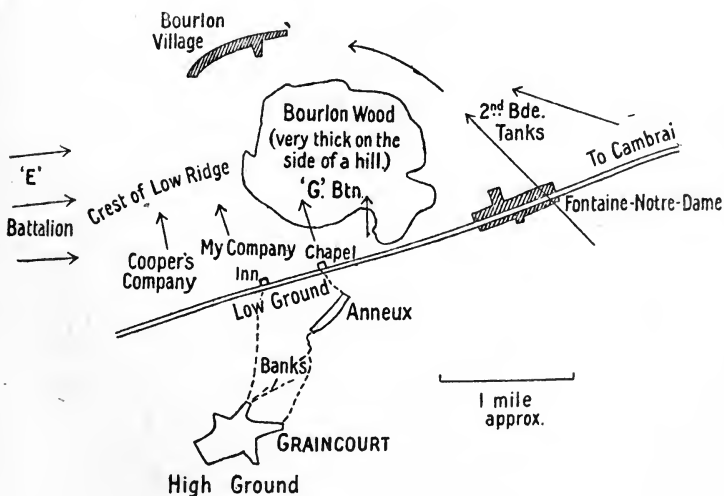 Bourlon
Village
Bourlon Wood
(very thick on the
side of a hill.)
'G'. Btn.
2nd Bde.
Tanks
To Cambrai
Fontaine-Notre-Dame
'E'
Battalion
Crest of Low Ridge
Cooper's
Company
My Company
Inn
Chapel
Low Ground
Anneux
Banks
GRAINCOURT
High Ground
1 mile
approx.